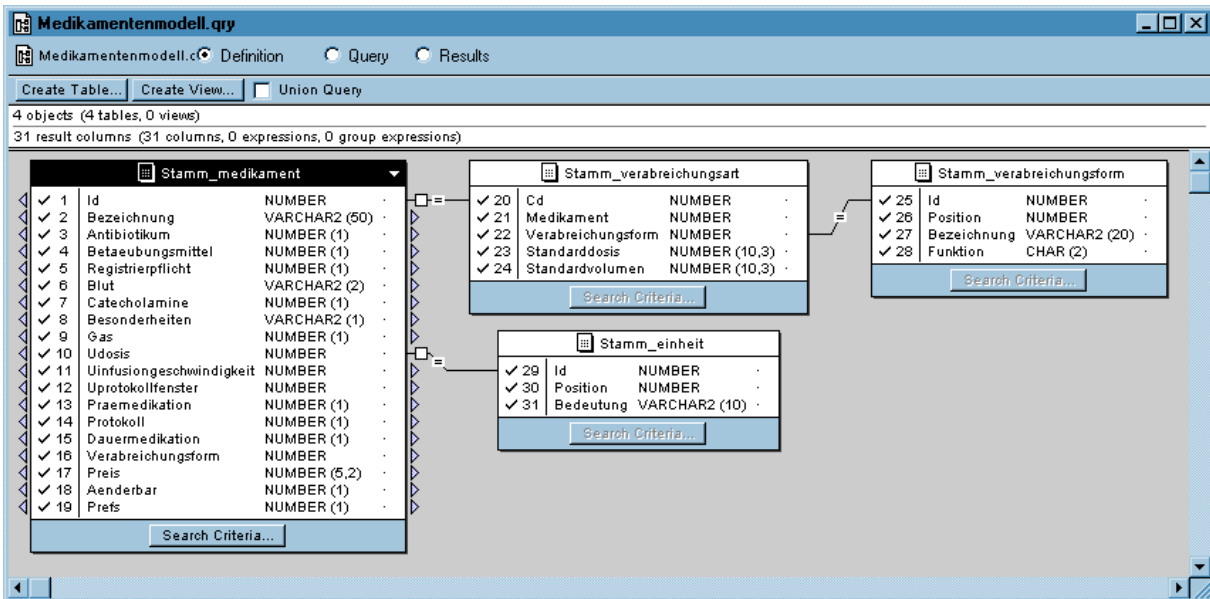 Medikamentenmodell.qry
Medikamentenmodell.c Definition Query Results
Create Table... Create View... Union Query
4 objects (4 tables, 0 views)
31 result columns (31 columns, 0 expressions, 0 group expressions)
Stamm_medikament
1 Id NUMBER
2 Bezeichnung VARCHAR2 (50)
3 Antibiotikum NUMBER (1)
4 Betaeubungsmittel NUMBER (1)
5 Registrierpflicht NUMBER (1)
6 Blut VARCHAR2 (2)
7 Catecholamine NUMBER (1)
8 Besonderheiten VARCHAR2 (1)
9 Gas NUMBER (1)
10 Udosis NUMBER
11 Uinfusiongeschwindigkeit NUMBER
12 Uprotokollfenster NUMBER
13 Praemedikation NUMBER (1)
14 Protokoll NUMBER (1)
15 Dauermedikation NUMBER (1)
16 Verabreichungsform NUMBER
17 Preis NUMBER (5,2)
18 Aenderbar NUMBER (1)
19 Prefs NUMBER (1)
Search Criteria...
=
Stamm_verabreichungsart
20 Cd NUMBER
21 Medikament NUMBER
22 Verabreichungsform NUMBER
23 Standarddosis NUMBER (10,3)
24 Standardvolumen NUMBER (10,3)
Search Criteria...
=
Stamm_verabreichungsform
25 Id NUMBER
26 Position NUMBER
27 Bezeichnung VARCHAR2 (20)
28 Funktion CHAR (2)
Search Criteria...
=
Stamm_einheit
29 Id NUMBER
30 Position NUMBER
31 Bedeutung VARCHAR2 (10)
Search Criteria...